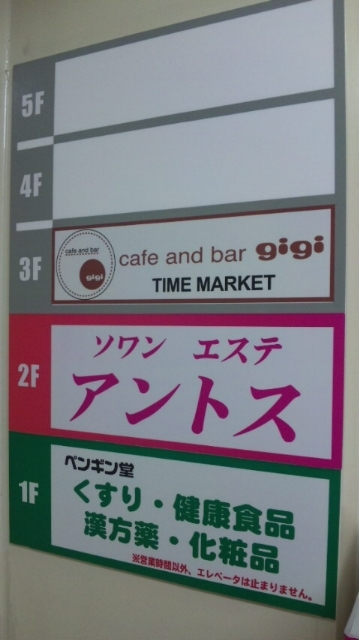 5F
4F
3F
cafe and bar
gigi
cafe and bar gigi
TIME MARKET
2F
ソワン エステ
アントス
1F
ペンギン堂
くすり・健康食品
漢方薬・化粧品
※営業時間以外、エレベータは止まりません。